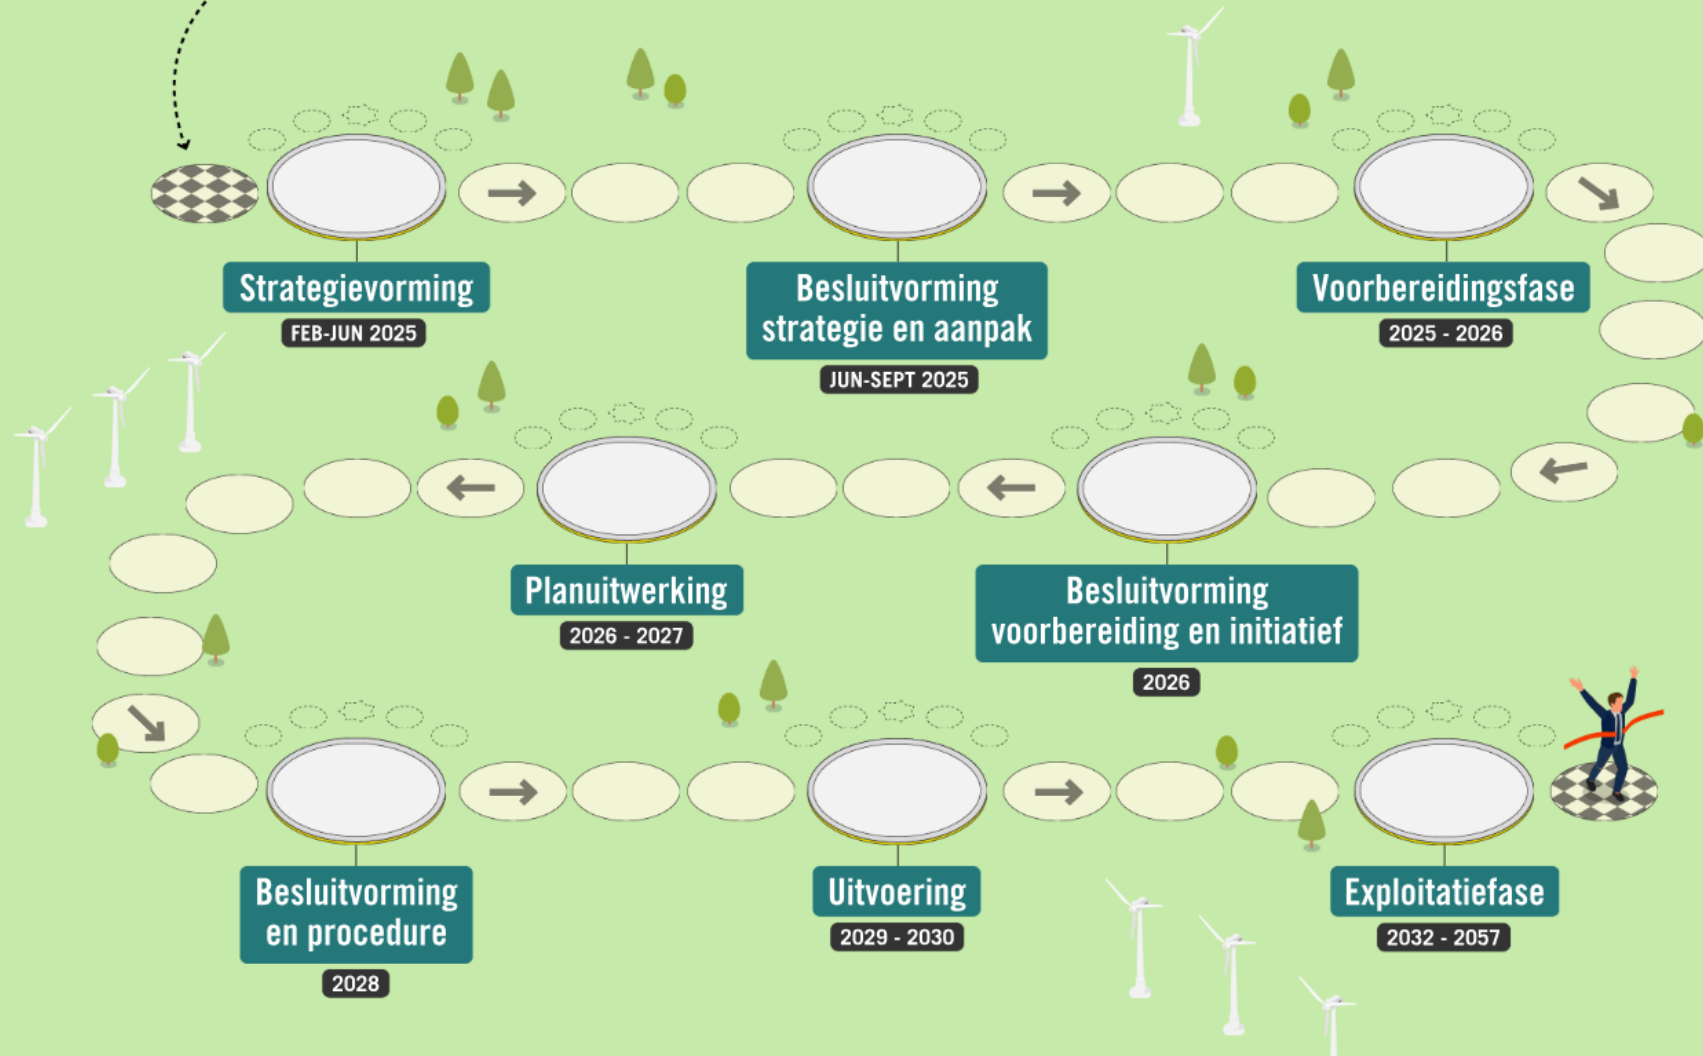 Strategievorming
FEB-JUN 2025
Besluitvorming
strategie en aanpak
JUN-SEPT 2025
Voorbereidingsfase
2025 - 2026
Besluitvorming
voorbereiding en initiatief
2026
Planuitwerking
2026 - 2027
Besluitvorming
en procedure
2028
Uitvoering
2029 - 2030
Exploitatiefase
2032 - 2057